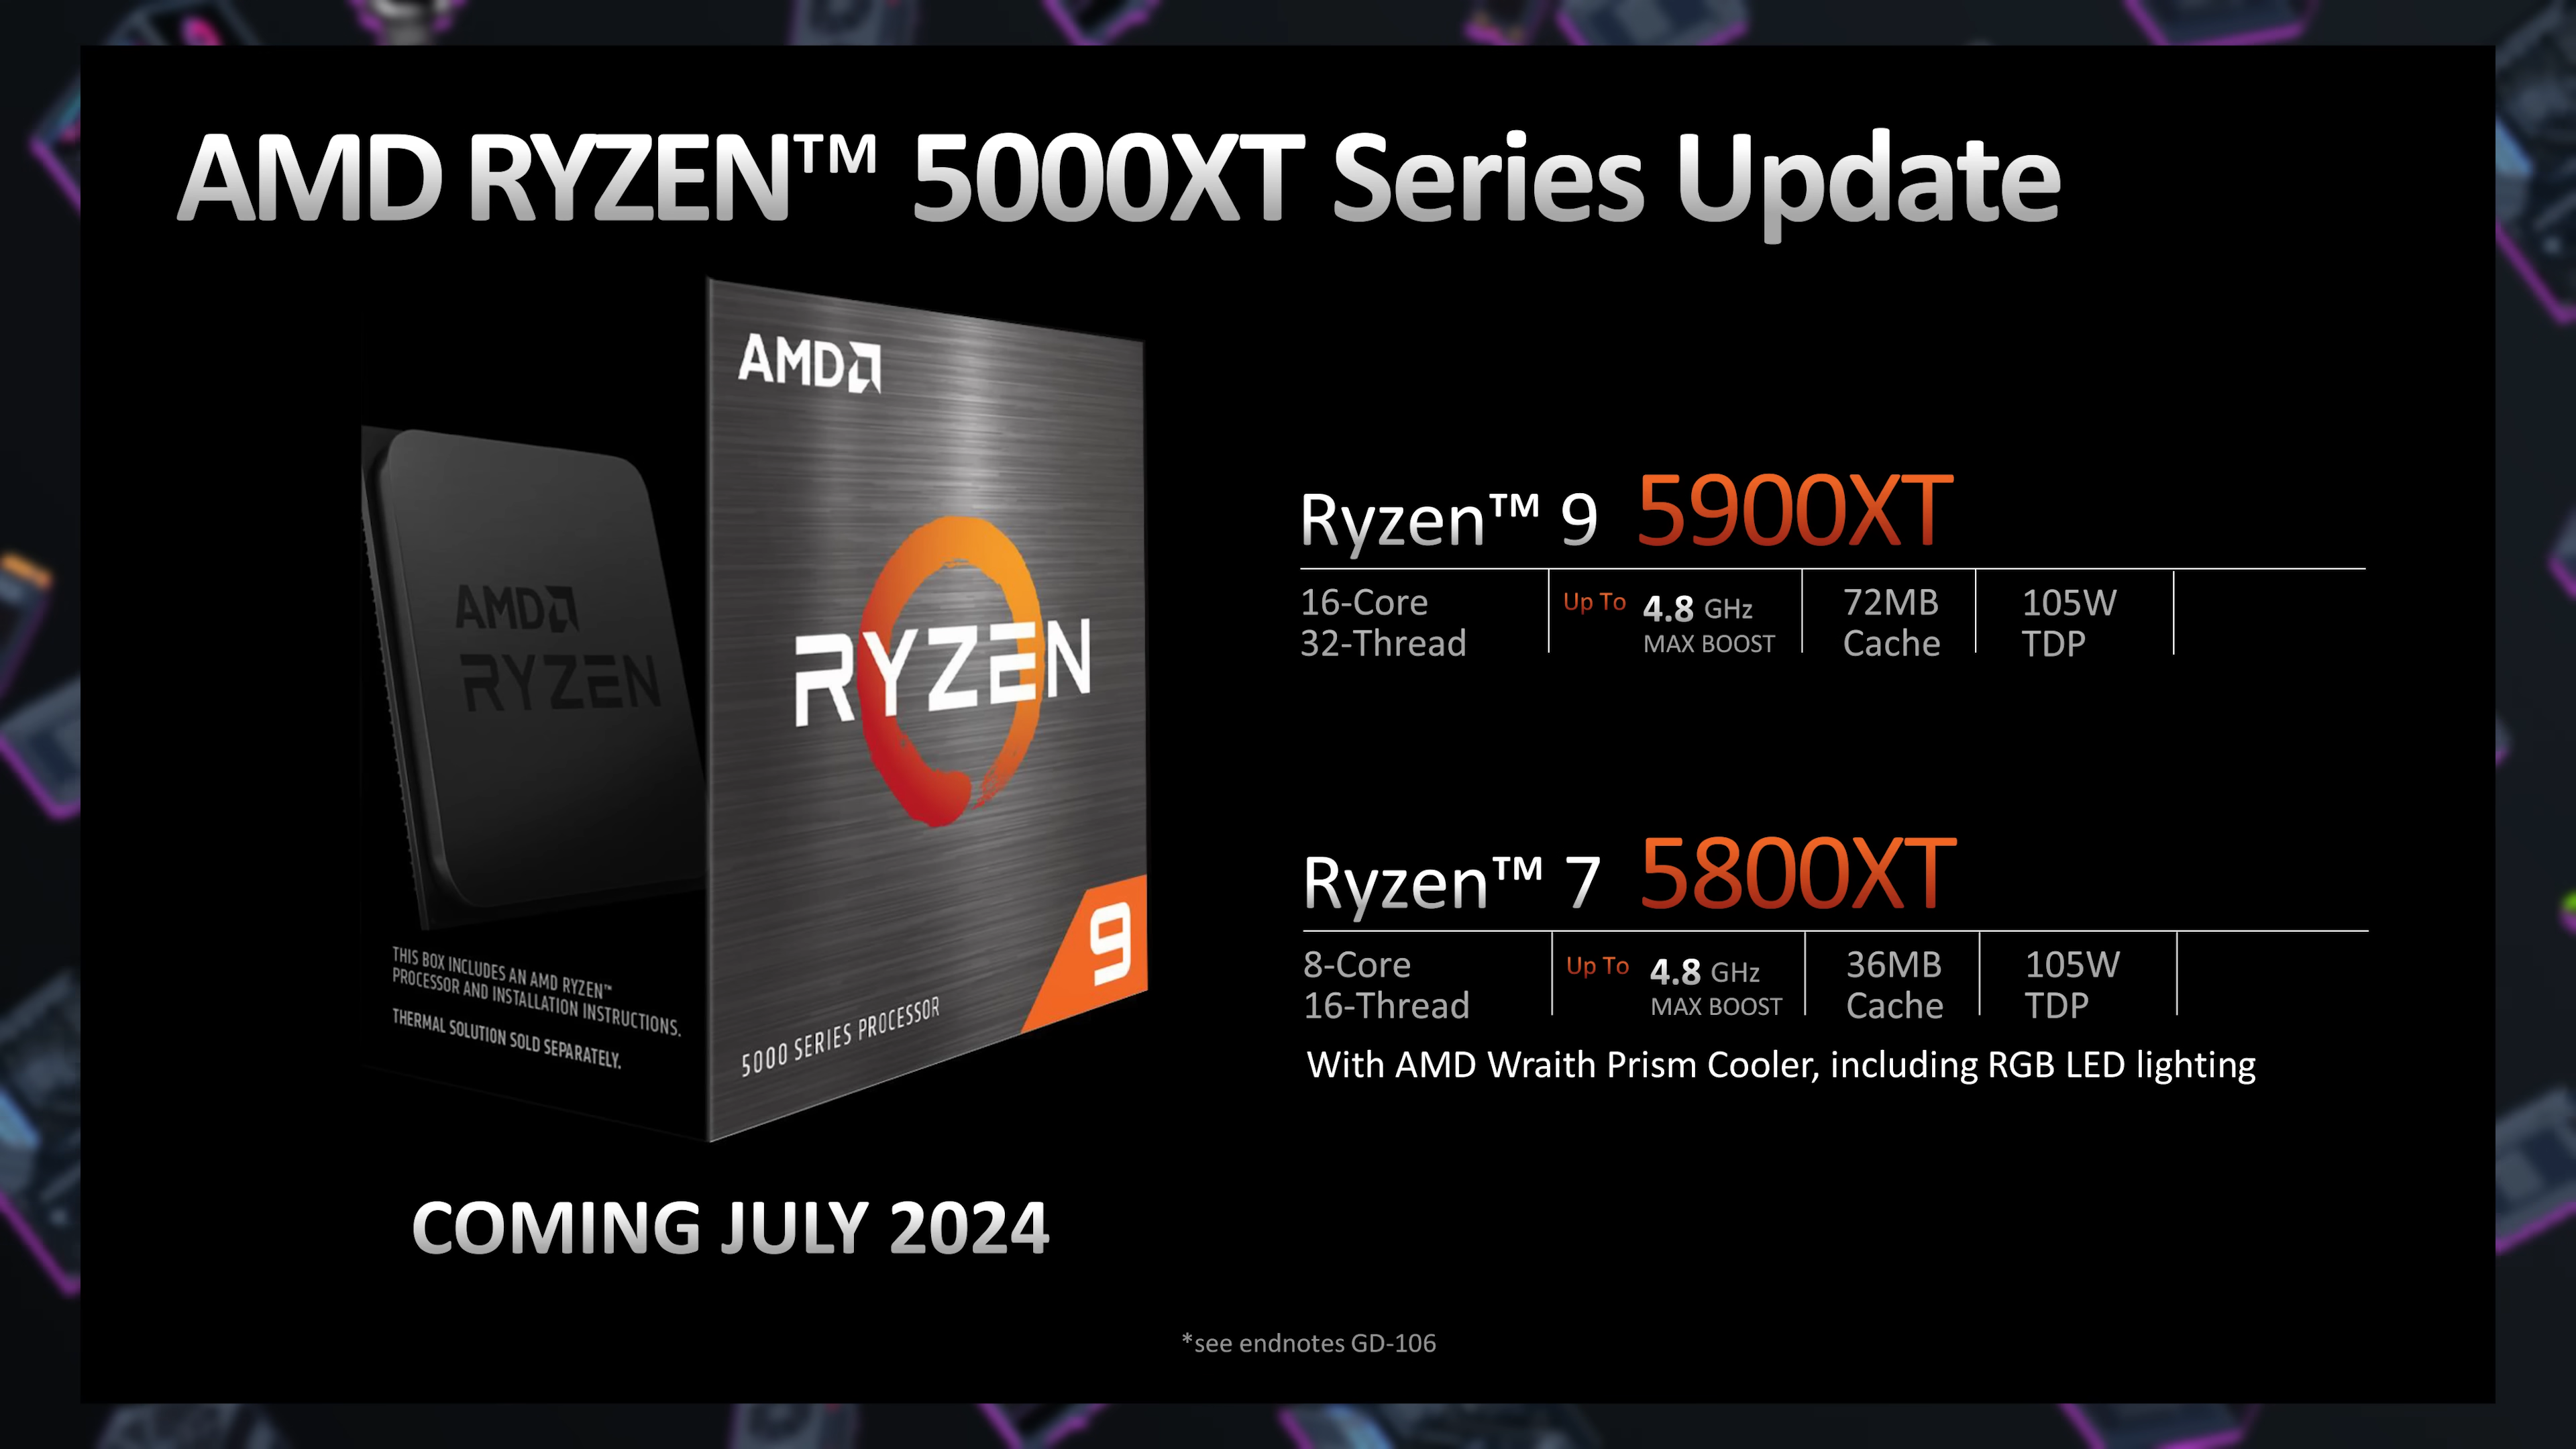 AMD RYZEN™ 5000XT Series Update
AMD
RYZEN
9
5000 SERIES PROCESSOR
AMD
RYZEN
THIS BOX INCLUDES AN AMD RYZEN™
PROCESSOR AND INSTALLATION INSTRUCTIONS.
THERMAL SOLUTION SOLD SEPARATELY.
COMING JULY 2024
Ryzen™ 9 5900XT
16-Core
32-Thread
Up To 4.8 GHz
MAX BOOST
72MB
Cache
105W
TDP
Ryzen™ 7 5800XT
8-Core
16-Thread
Up To 4.8 GHz
MAX BOOST
36MB
Cache
105W
TDP
With AMD Wraith Prism Cooler, including RGB LED lighting
*see endnotes GD-106